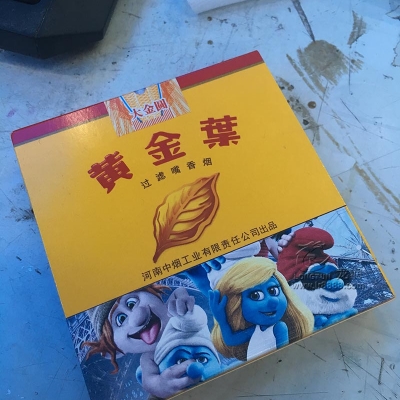 大金圆
黄金葉
过滤嘴香烟
河南中烟工业有限责任公司出品